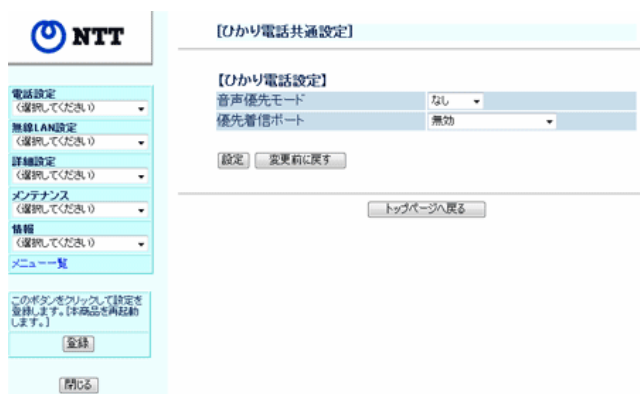 NTT
電話設定
(選択してください)
無線LAN設定
(選択してください)
詳細設定
(選択してください)
メンテナンス
(選択してください)
情報
(選択してください)
メニュー一覧
このボタンをクリックして設定を
登録します。[本商品を再起動
します。]
登録
閉じる
[ひかり電話共通設定]
【ひかり電話設定】
音声優先モード なし
優先着信ポート 無効
設定 変更前に戻す
トップページへ戻る